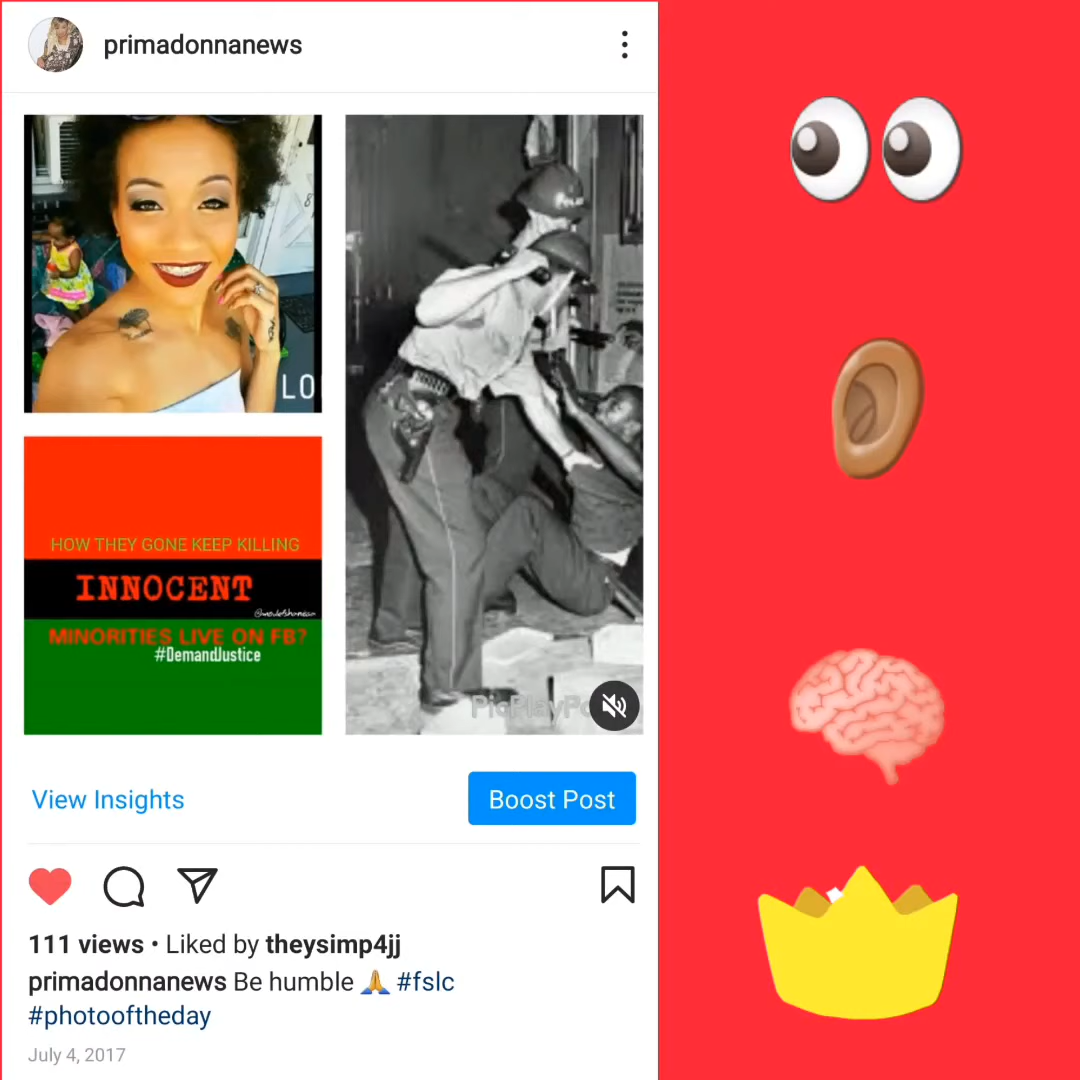 primadonnanews
LO
HOW THEY GONE KEEP KILLING
INNOCENT
MINORITIES LIVE ON FB?
#DemandJustice
PicPlayPo
View Insights
Boost Post
111 views • Liked by theysimp4jj
primadonnanews Be humble 🙏 #fslc
#photooftheday
July 4, 2017